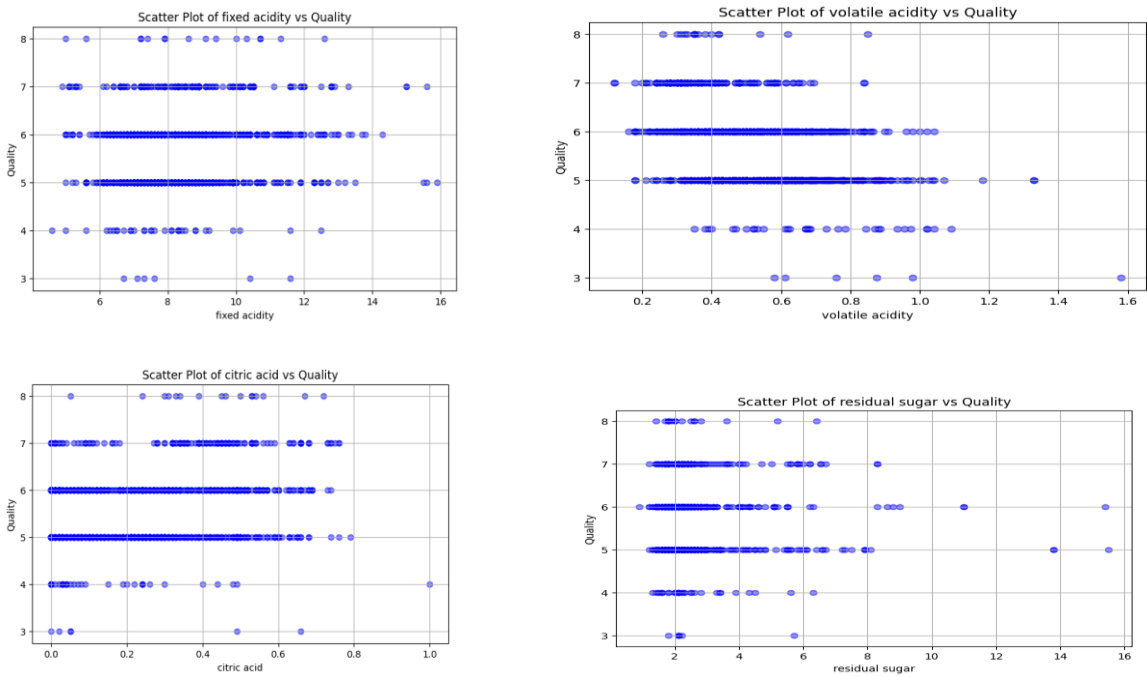 Scatter Plot of fixed acidity vs Quality
8
7
6
5
4
3
Quality
6 8 10 12 14 16
fixed acidity
Scatter Plot of volatile acidity vs Quality
8
7
6
5
4
3
Quality
0.2 0.4 0.6 0.8 1.0 1.2 1.4 1.6
volatile acidity
Scatter Plot of citric acid vs Quality
8
7
6
5
4
3
Quality
0.0 0.2 0.4 0.6 0.8 1.0
citric acid
Scatter Plot of residual sugar vs Quality
8
7
6
5
4
3
Quality
2 4 6 8 10 12 14 16
residual sugar